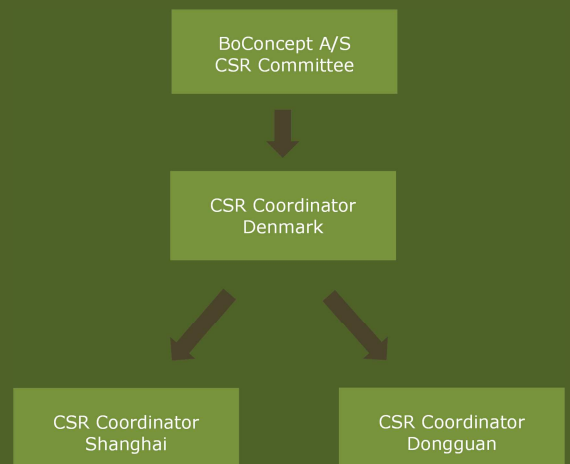 BoConcept A/S
CSR Committee
CSR Coordinator
Denmark
CSR Coordinator
Shanghai
CSR Coordinator
Dongguan